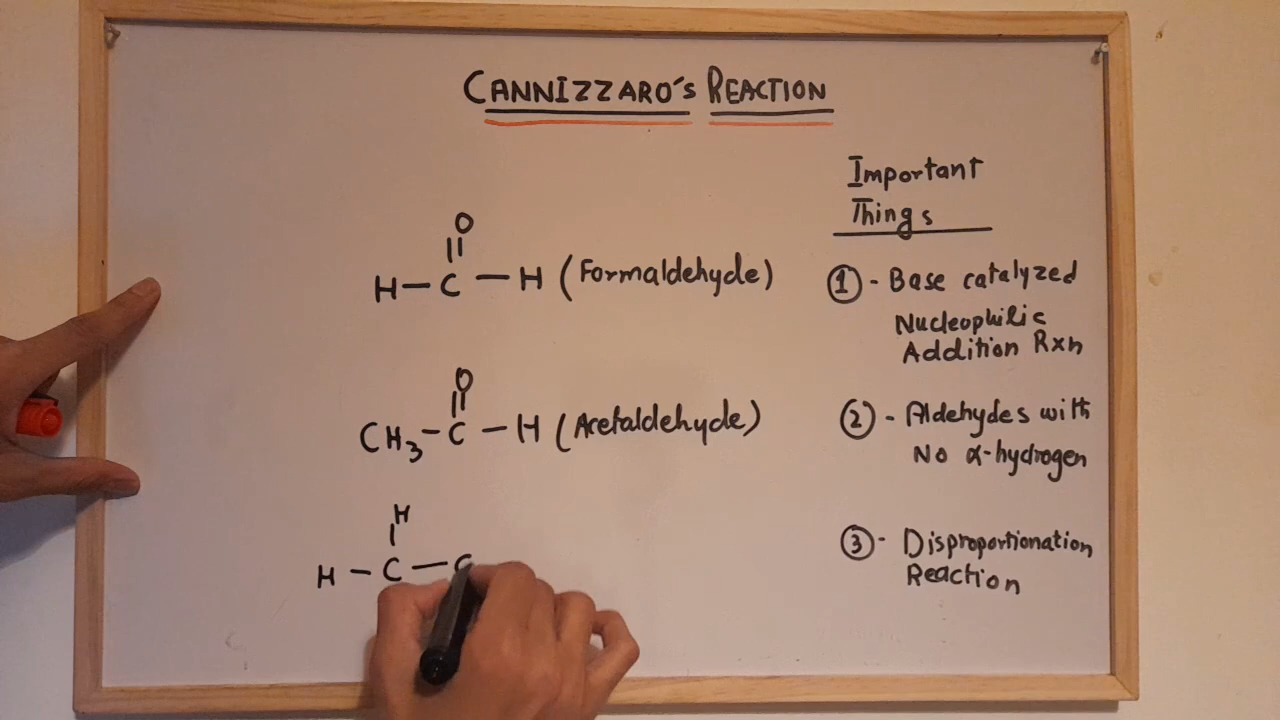 CANNIZZARO'S REACTION
Important
Things
① - Base catalyzed
Nucleophilic
Addition Rxn
② - Aldehydes with
No α-hydrogen
③ - Disproportionation
Reaction
O
||
H — C — H (Formaldehyde)
O
||
CH3 - C - H (Acetaldehyde)
H
|
H - C - C